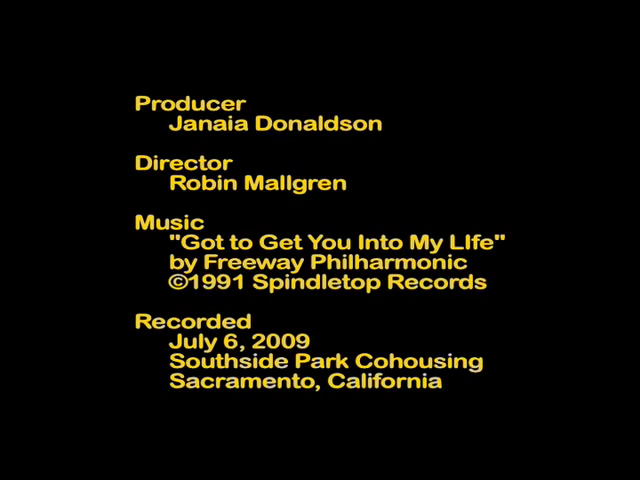 Producer
Janaia Donaldson
Director
Robin Mallgren
Music
"Got to Get You Into My LIfe"
by Freeway Philharmonic
©1991 Spindletop Records
Recorded
July 6, 2009
Southside Park Cohousing
Sacramento, California